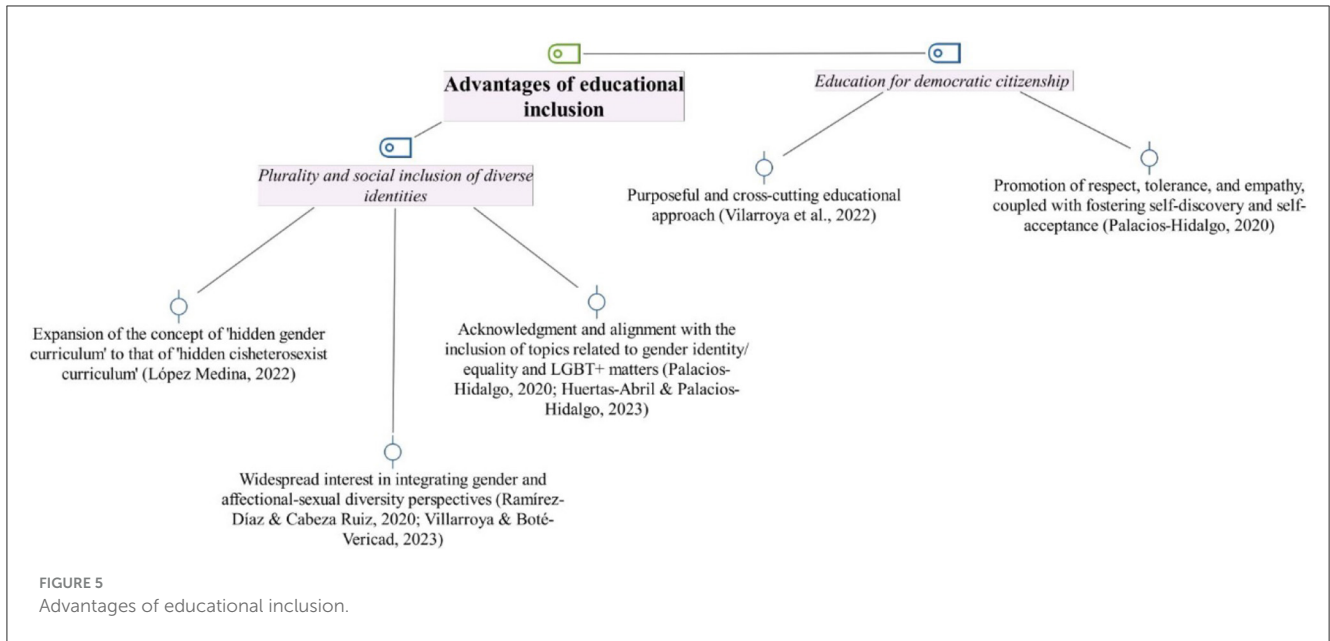 Advantages of educational
inclusion
Education for democratic citizenship
Plurality and social inclusion of diverse
identities
Purposeful and cross-cutting educational
approach (Vilarroya et al., 2022)
Promotion of respect, tolerance, and empathy,
coupled with fostering self-discovery and self-
acceptance (Palacios-Hidalgo, 2020)
Expansion of the concept of 'hidden gender
curriculum' to that of 'hidden cisheterosexist
curriculum' (López Medina, 2022)
Acknowledgment and alignment with the
inclusion of topics related to gender identity/
equality and LGBT+ matters (Palacios-
Hidalgo, 2020; Huertas-Abril & Palacios-
Hidalgo, 2023)
Widespread interest in integrating gender and
affectional-sexual diversity perspectives (Ramírez-
Díaz & Cabeza Ruiz, 2020; Villarroya & Boté-
Vericad, 2023)
FIGURE 5
Advantages of educational inclusion.